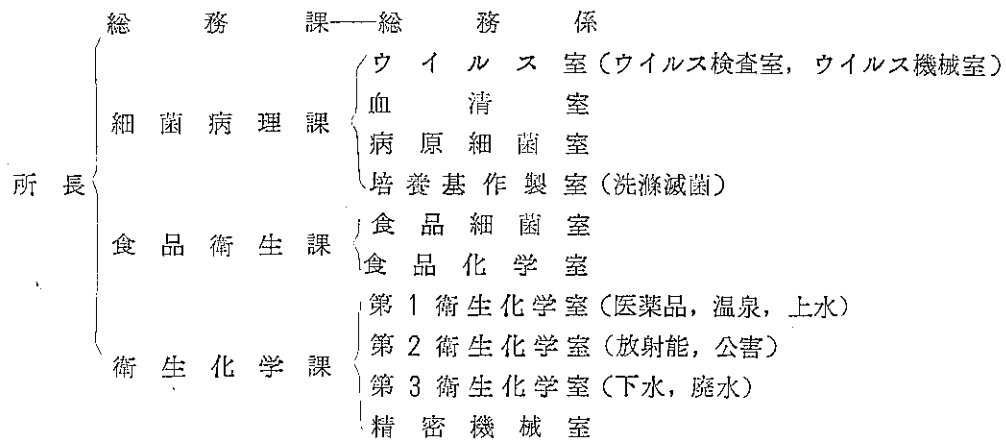 総務課――総務係
ウイルス室(ウイルス検査室,ウイルス機械室)
血清室
細菌病理課
病原細菌室
所長
培養基作製室(洗滌滅菌)
食品細菌室
食品衛生課
食品化学室
第1衛生化学室(医薬品,温泉,上水)
第2衛生化学室(放射能,公害)
衛生化学課
第3衛生化学室(下水,廃水)
精密機械室